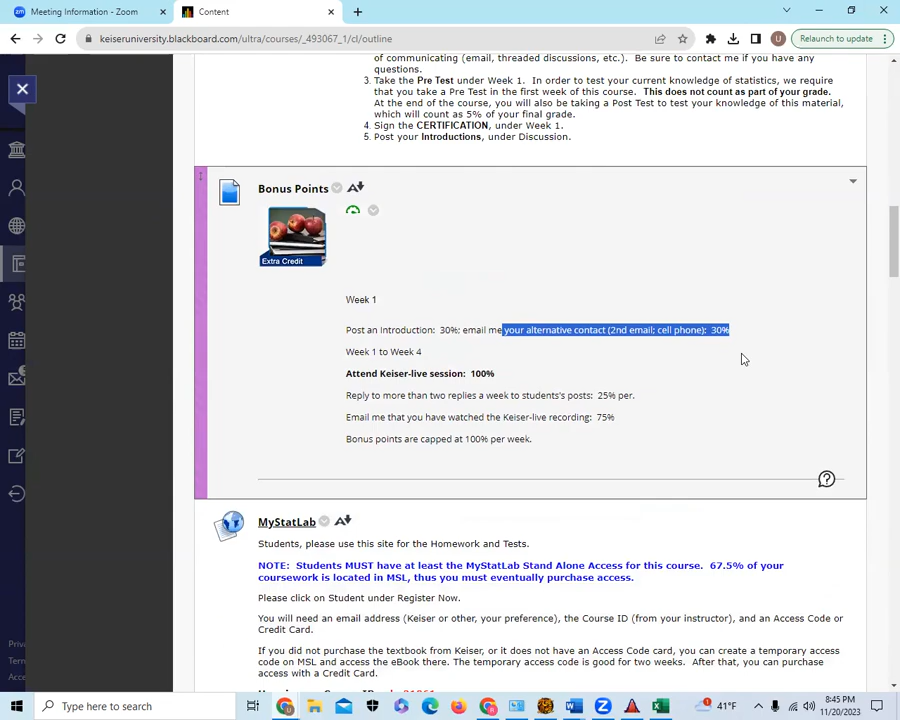 Meeting Information - Zoom
Content
keiseruniversity.blackboard.com/ultra/courses/_493067_1/cl/outline
Relaunch to update
of communicating (email, threaded discussions, etc.). Be sure to contact me if you have any
questions.
3. Take the Pre Test under Week 1. In order to test your current knowledge of statistics, we require
that you take a Pre Test in the first week of this course. This does not count as part of your grade.
At the end of the course, you will also be taking a Post Test to test your knowledge of this material,
which will count as 5% of your final grade.
4. Sign the CERTIFICATION, under Week 1.
5. Post your Introductions, under Discussion.
Bonus Points
Extra Credit
Week 1
Post an Introduction: 30%; email me your alternative contact (2nd email; cell phone): 30%
Week 1 to Week 4
Attend Keiser-live session: 100%
Reply to more than two replies a week to students's posts: 25% per.
Email me that you have watched the Keiser-live recording: 75%
Bonus points are capped at 100% per week.
MyStatLab
Students, please use this site for the Homework and Tests.
NOTE: Students MUST have at least the MyStatLab Stand Alone Access for this course. 67.5% of your
coursework is located in MSL, thus you must eventually purchase access.
Please click on Student under Register Now.
You will need an email address (Keiser or other, your preference), the Course ID (from your instructor), and an Access Code or
Credit Card.
If you did not purchase the textbook from Keiser, or it does not have an Access Code card, you can create a temporary access
code on MSL and access the eBook there. The temporary access code is good for two weeks. After that, you can purchase
access with a Credit Card.
Priva
Term
Acce
Type here to search
41°F
8:45 PM
11/20/2023